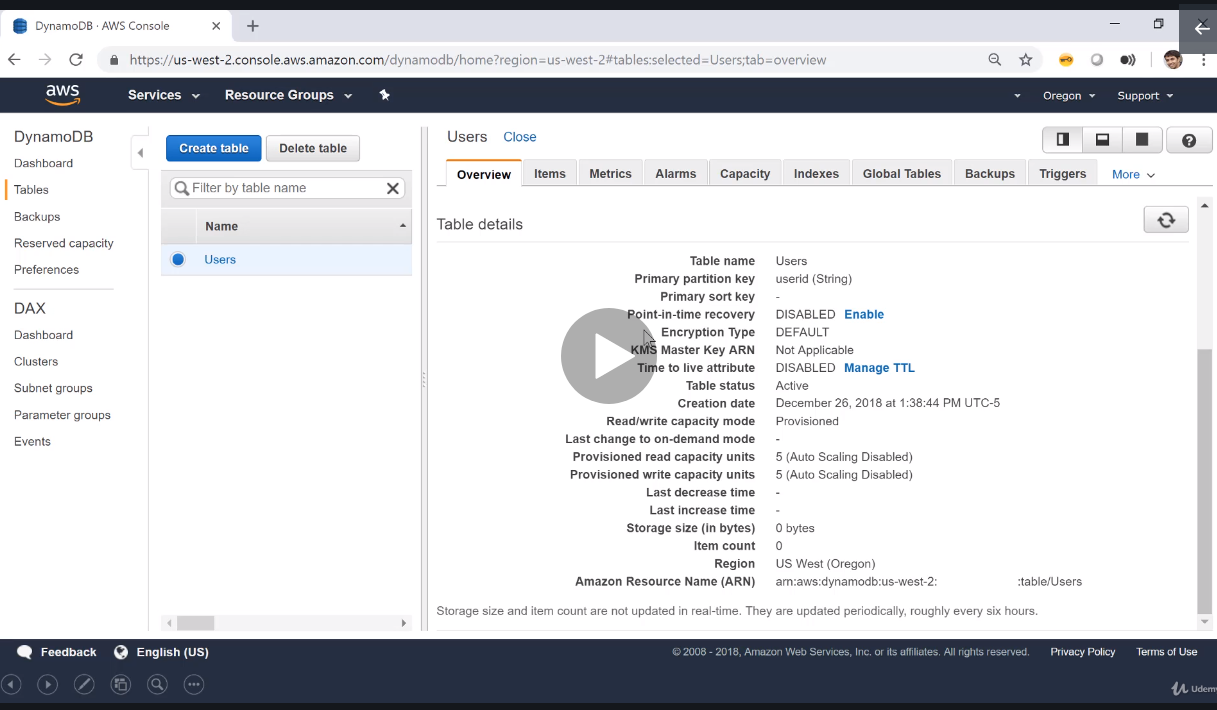 DynamoDB · AWS Console
https://us-west-2.console.aws.amazon.com/dynamodb/home?region=us-west-2#tables:selected=Users;tab=overview
aws Services Resource Groups Oregon Support
DynamoDB
Dashboard
Tables
Backups
Reserved capacity
Preferences
DAX
Dashboard
Clusters
Subnet groups
Parameter groups
Events
Create table Delete table
Filter by table name
Name
Users
Users Close
Overview Items Metrics Alarms Capacity Indexes Global Tables Backups Triggers More
Table details
Table name Users
Primary partition key userid (String)
Primary sort key -
Point-in-time recovery DISABLED Enable
Encryption Type DEFAULT
KMS Master Key ARN Not Applicable
Time to live attribute DISABLED Manage TTL
Table status Active
Creation date December 26, 2018 at 1:38:44 PM UTC-5
Read/write capacity mode Provisioned
Last change to on-demand mode -
Provisioned read capacity units 5 (Auto Scaling Disabled)
Provisioned write capacity units 5 (Auto Scaling Disabled)
Last decrease time -
Last increase time -
Storage size (in bytes) 0 bytes
Item count 0
Region US West (Oregon)
Amazon Resource Name (ARN) arn:aws:dynamodb:us-west-2: :table/Users
Storage size and item count are not updated in real-time. They are updated periodically, roughly every six hours.
Feedback English (US) © 2008 - 2018, Amazon Web Services, Inc. or its affiliates. All rights reserved. Privacy Policy Terms of Use
Udemy